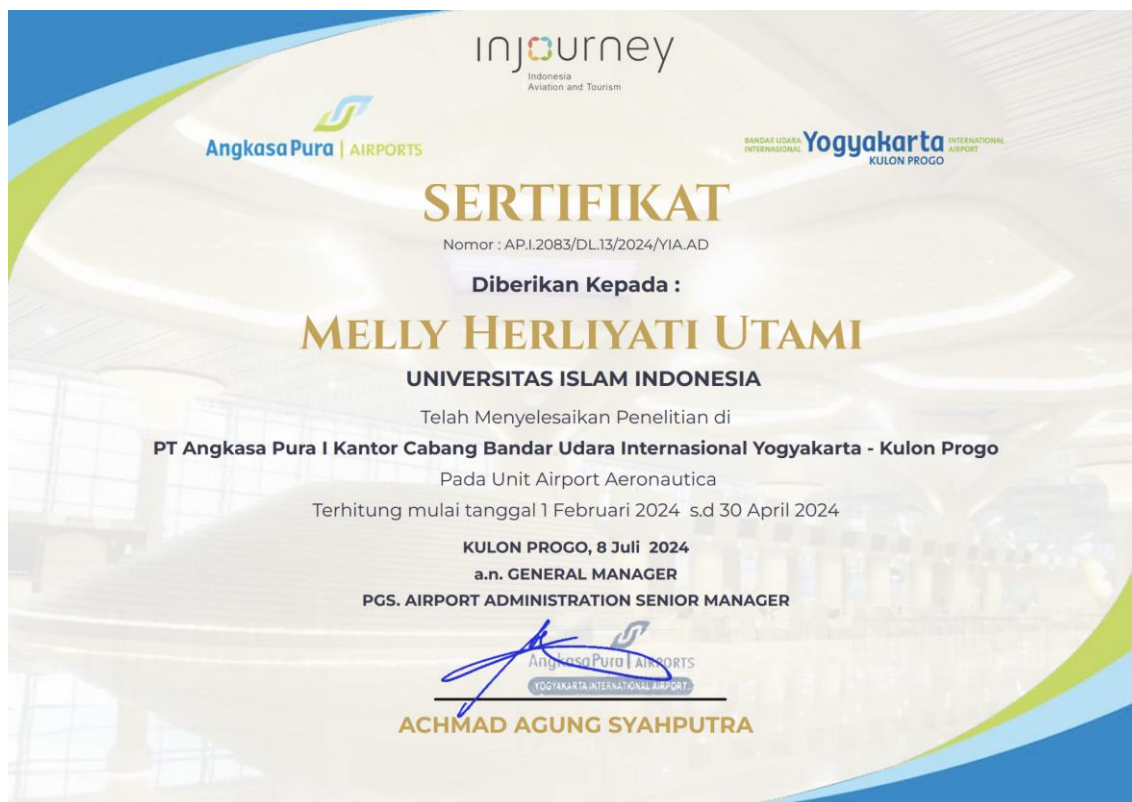 injourney
Indonesia
Aviation and Tourism
Angkasa Pura | AIRPORTS
BANDAR UDARA INTERNASIONAL Yogyakarta KULON PROGO INTERNATIONAL AIRPORT
SERTIFIKAT
Nomor : AP.I.2083/DL.13/2024/YIA.AD
Diberikan Kepada :
MELLY HERLIYATI UTAMI
UNIVERSITAS ISLAM INDONESIA
Telah Menyelesaikan Penelitian di
PT Angkasa Pura I Kantor Cabang Bandar Udara Internasional Yogyakarta - Kulon Progo
Pada Unit Airport Aeronautica
Terhitung mulai tanggal 1 Februari 2024 s.d 30 April 2024
KULON PROGO, 8 Juli 2024
a.n. GENERAL MANAGER
PGS. AIRPORT ADMINISTRATION SENIOR MANAGER
Angkasa Pura | AIRPORTS
YOGYAKARTA INTERNATIONAL AIRPORT
ACHMAD AGUNG SYAHPUTRA